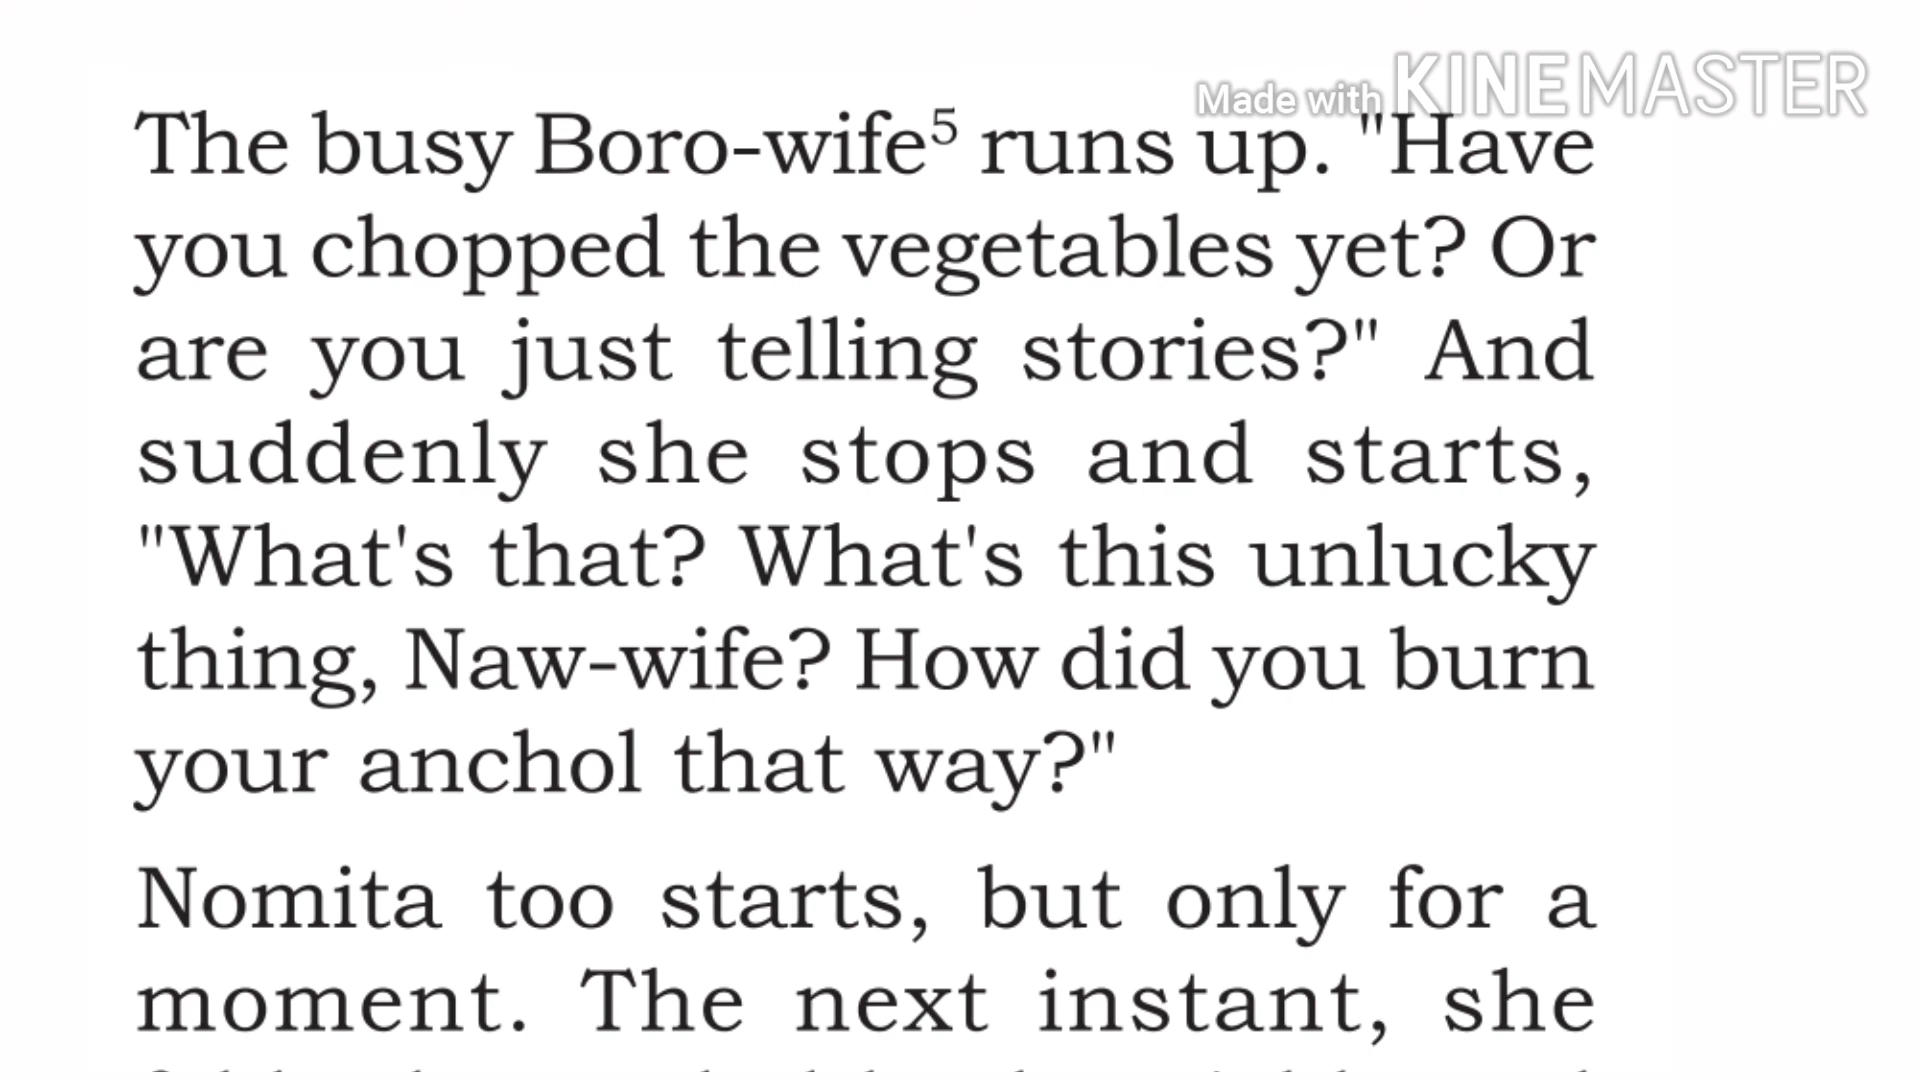 Made with KINEMASTER
The busy Boro-wife⁵ runs up. "Have
you chopped the vegetables yet? Or
are you just telling stories?" And
suddenly she stops and starts,
"What's that? What's this unlucky
thing, Naw-wife? How did you burn
your anchol that way?"
Nomita too starts, but only for a
moment. The next instant, she